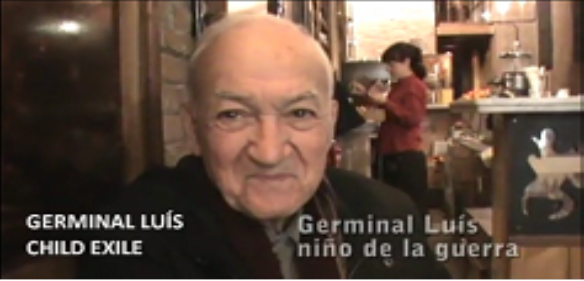 GERMINAL LUÍS
CHILD EXILE
Germinal Luís
niño de la guerra